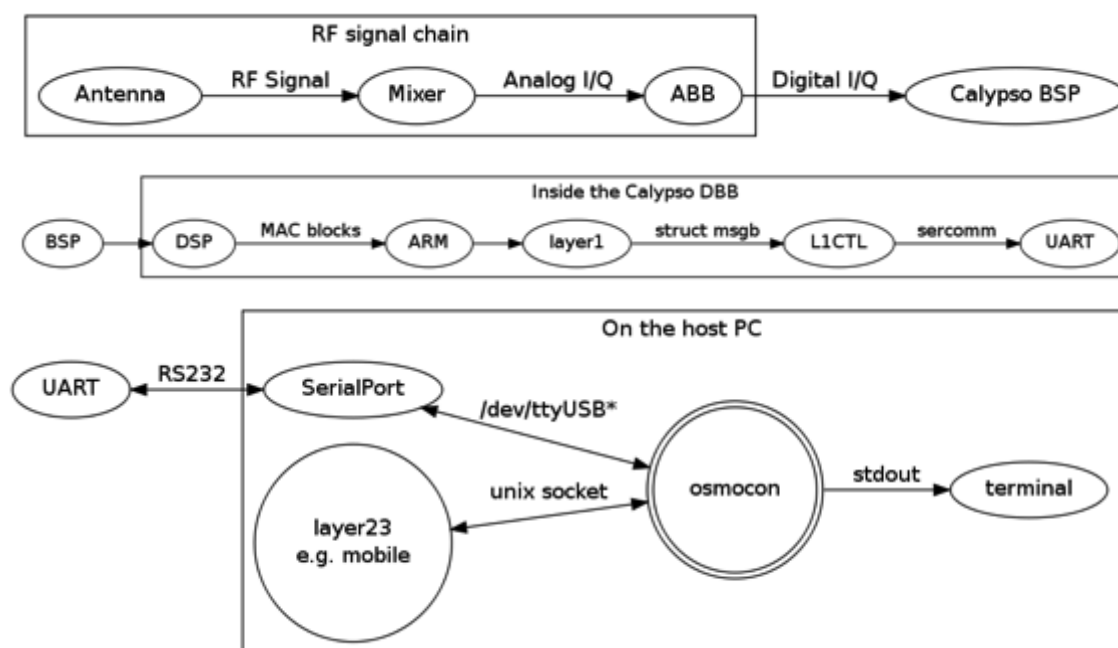 RF signal chain
Antenna
RF Signal
Mixer
Analog I/Q
ABB
Digital I/Q
Calypso BSP
Inside the Calypso DBB
BSP
DSP
MAC blocks
ARM
layer1
struct msgb
L1CTL
sercomm
UART
On the host PC
UART
RS232
SerialPort
/dev/ttyUSB*
osmocon
stdout
terminal
unix socket
layer23
e.g. mobile